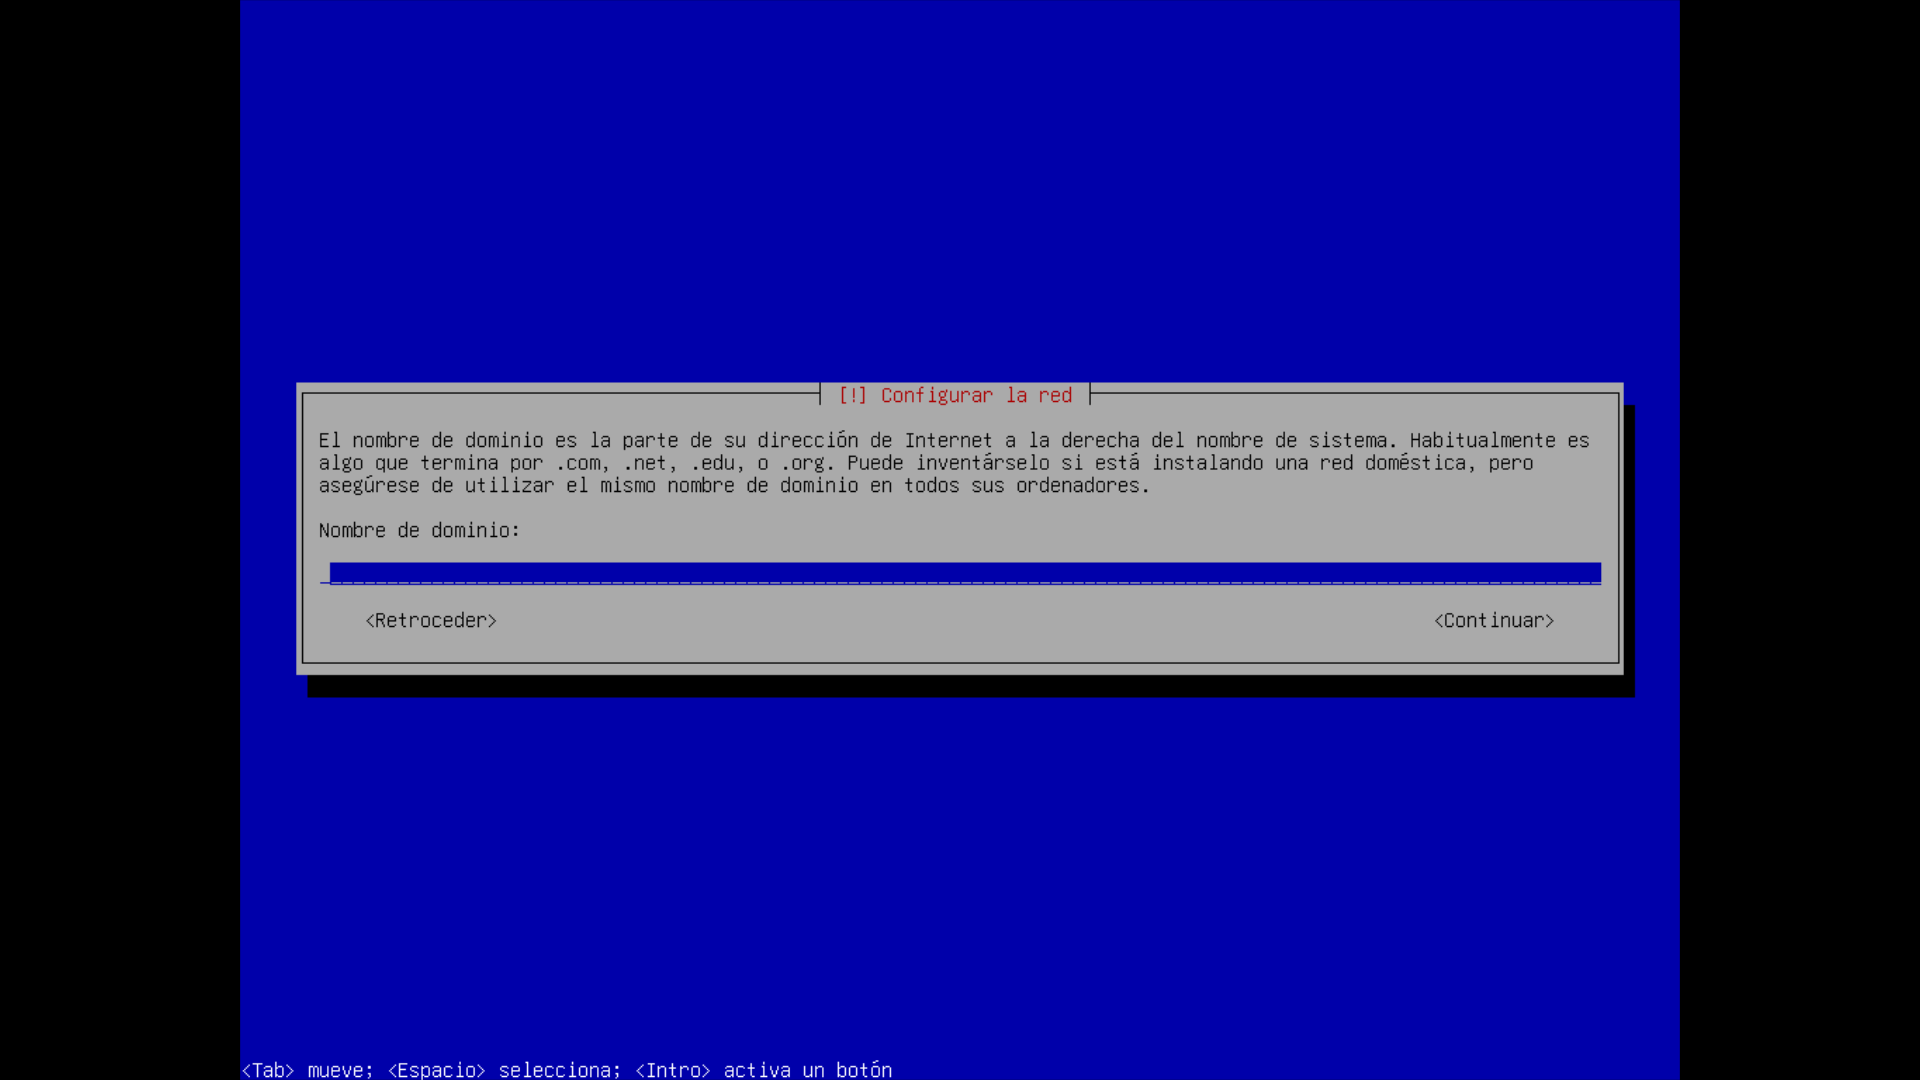 [!] Configurar la red
El nombre de dominio es la parte de su dirección de Internet a la derecha del nombre de sistema. Habitualmente es
algo que termina por .com, .net, .edu, o .org. Puede inventárselo si está instalando una red doméstica, pero
asegúrese de utilizar el mismo nombre de dominio en todos sus ordenadores.
Nombre de dominio:
<Retroceder> <Continuar>
<Tab> mueve; <Espacio> selecciona; <Intro> activa un botón